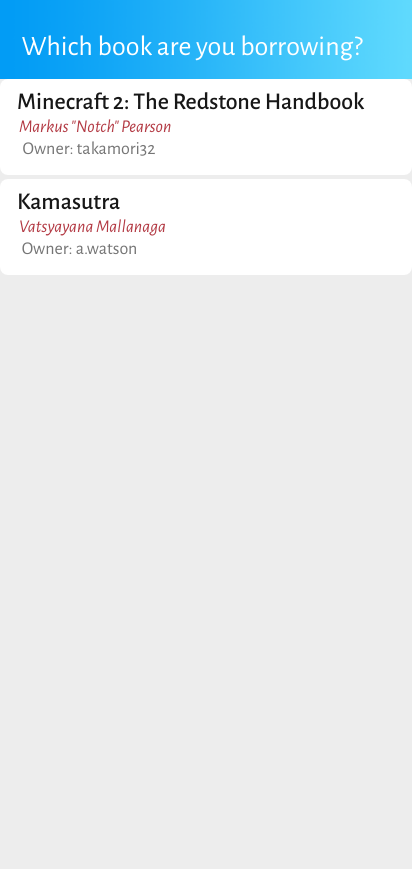 Which book are you borrowing?
Minecraft 2: The Redstone Handbook
Markus "Notch" Pearson
Owner: takamori32
Kamasutra
Vatsyayana Mallanaga
Owner: a.watson